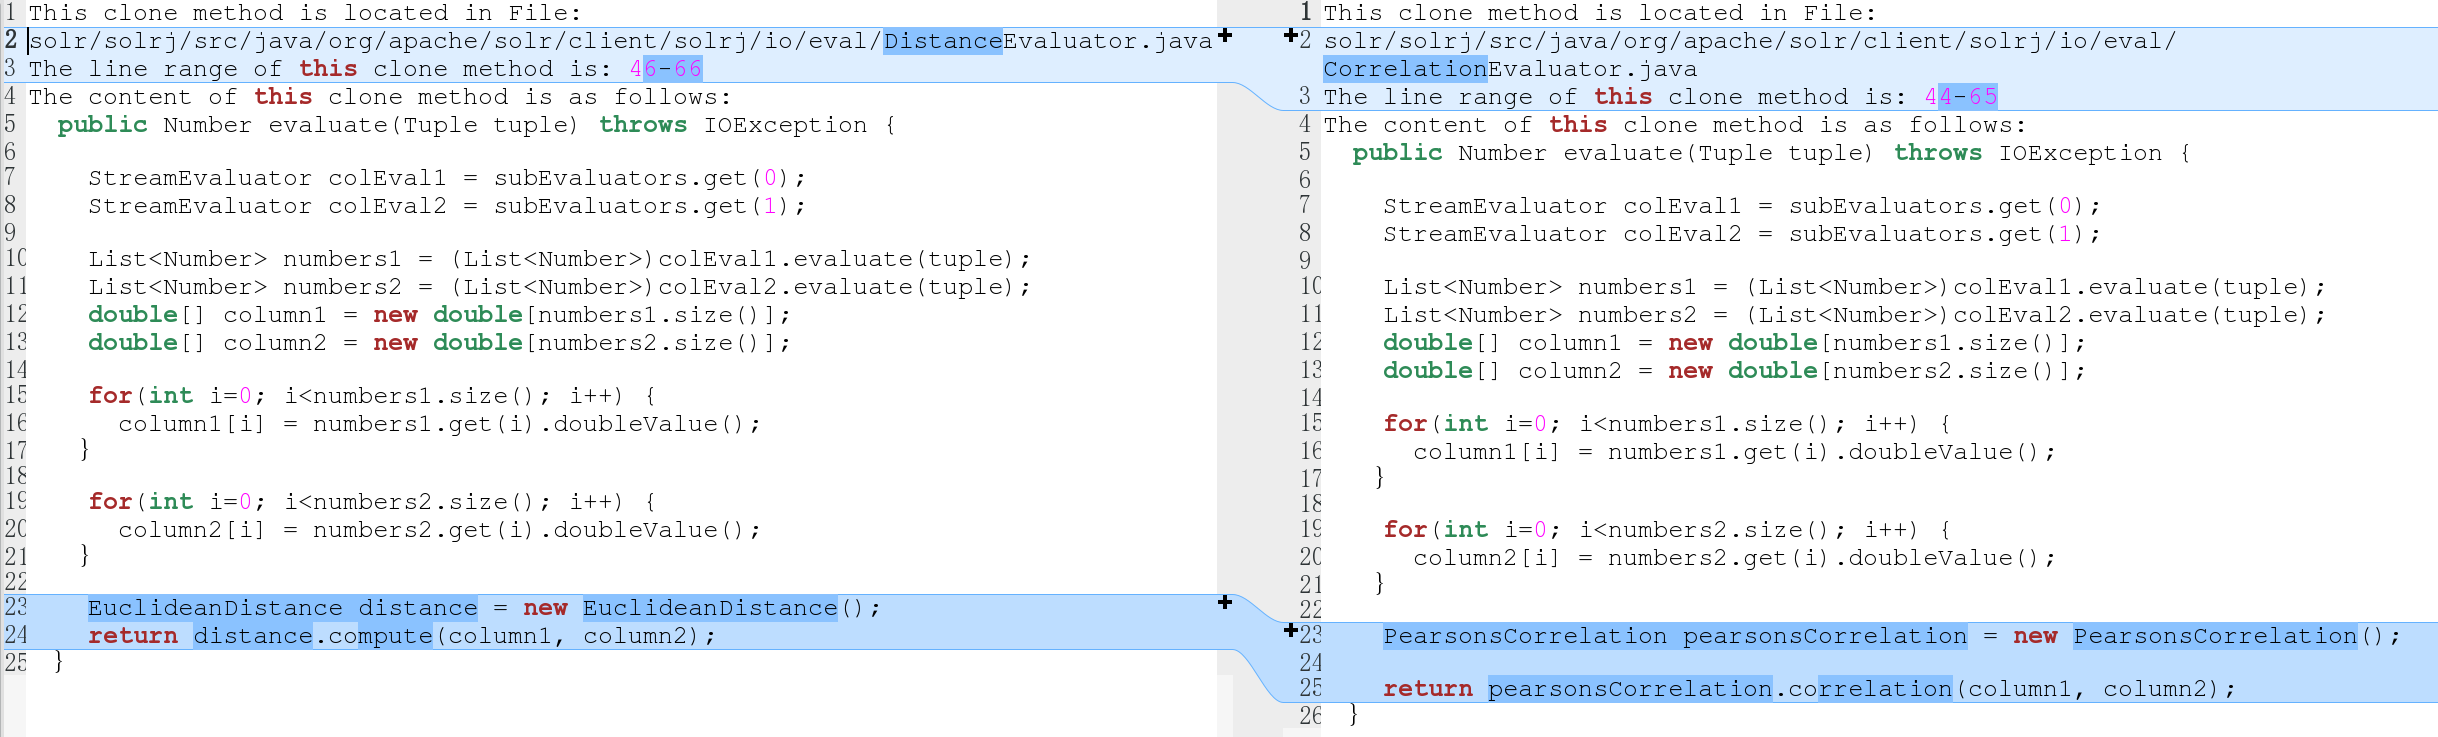 1 This clone method is located in File:
2 solr/solrj/src/java/org/apache/solr/client/solrj/io/eval/DistanceEvaluator.java
3 The line range of this clone method is: 46-66
4 The content of this clone method is as follows:
5   public Number evaluate(Tuple tuple) throws IOException {
6
7     StreamEvaluator colEval1 = subEvaluators.get(0);
8     StreamEvaluator colEval2 = subEvaluators.get(1);
9
10     List<Number> numbers1 = (List<Number>)colEval1.evaluate(tuple);
11     List<Number> numbers2 = (List<Number>)colEval2.evaluate(tuple);
12     double[] column1 = new double[numbers1.size()];
13     double[] column2 = new double[numbers2.size()];
14
15     for(int i=0; i<numbers1.size(); i++) {
16       column1[i] = numbers1.get(i).doubleValue();
17     }
18
19     for(int i=0; i<numbers2.size(); i++) {
20       column2[i] = numbers2.get(i).doubleValue();
21     }
22
23     EuclideanDistance distance = new EuclideanDistance();
24     return distance.compute(column1, column2);
25   }
1 This clone method is located in File:
2 solr/solrj/src/java/org/apache/solr/client/solrj/io/eval/
CorrelationEvaluator.java
3 The line range of this clone method is: 44-65
4 The content of this clone method is as follows:
5   public Number evaluate(Tuple tuple) throws IOException {
6
7     StreamEvaluator colEval1 = subEvaluators.get(0);
8     StreamEvaluator colEval2 = subEvaluators.get(1);
9
10     List<Number> numbers1 = (List<Number>)colEval1.evaluate(tuple);
11     List<Number> numbers2 = (List<Number>)colEval2.evaluate(tuple);
12     double[] column1 = new double[numbers1.size()];
13     double[] column2 = new double[numbers2.size()];
14
15     for(int i=0; i<numbers1.size(); i++) {
16       column1[i] = numbers1.get(i).doubleValue();
17     }
18
19     for(int i=0; i<numbers2.size(); i++) {
20       column2[i] = numbers2.get(i).doubleValue();
21     }
22
23     PearsonsCorrelation pearsonsCorrelation = new PearsonsCorrelation();
24
25     return pearsonsCorrelation.correlation(column1, column2);
26   }